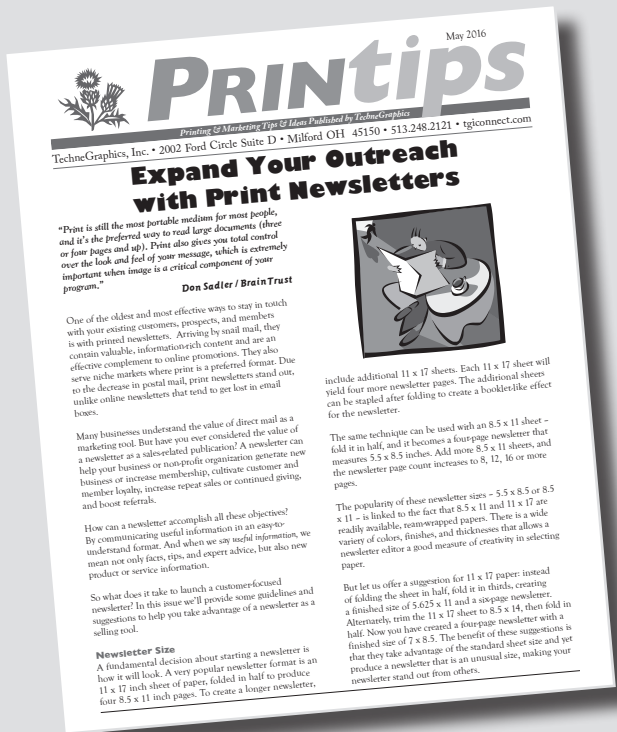 May 2016
PRINtips
Printing & Marketing Tips & Ideas Published by TechneGraphics
TechneGraphics, Inc. • 2002 Ford Circle Suite D • Milford OH 45150 • 513.248.2121 • tgiconnect.com
Expand Your Outreach
with Print Newsletters
"Print is still the most portable medium for most people,
and it's the preferred way to read large documents (three
or four pages and up). Print also gives you total control
over the look and feel of your message, which is extremely
important when image is a critical component of your
program."
Don Sadler / Brain Trust
One of the oldest and most effective ways to stay in touch
with your existing customers, prospects, and members
is with printed newsletters. Arriving by snail mail, they
contain valuable, information-rich content and are an
effective complement to online promotions. They also
serve niche markets where print is a preferred format. Due
to the decrease in postal mail, print newsletters stand out,
unlike online newsletters that tend to get lost in email
boxes.
Many businesses understand the value of direct mail as a
marketing tool. But have you ever considered the value of
a newsletter as a sales-related publication? A newsletter can
help your business or non-profit organization generate new
business or increase membership, cultivate customer and
member loyalty, increase repeat sales or continued giving,
and boost referrals.
How can a newsletter accomplish all these objectives?
By communicating useful information in an easy-to-
understand format. And when we say useful information, we
mean not only facts, tips, and expert advice, but also new
product or service information.
So what does it take to launch a customer-focused
newsletter? In this issue we'll provide some guidelines and
suggestions to help you take advantage of a newsletter as a
selling tool.
Newsletter Size
A fundamental decision about starting a newsletter is
how it will look. A very popular newsletter format is an
11 x 17 inch sheet of paper, folded in half to produce
four 8.5 x 11 inch pages. To create a longer newsletter,
include additional 11 x 17 sheets. Each 11 x 17 sheet will
yield four more newsletter pages. The additional sheets
can be stapled after folding to create a booklet-like effect
for the newsletter.
The same technique can be used with an 8.5 x 11 sheet –
fold it in half, and it becomes a four-page newsletter that
measures 5.5 x 8.5 inches. Add more 8.5 x 11 sheets, and
the newsletter page count increases to 8, 12, 16 or more
pages.
The popularity of these newsletter sizes – 5.5 x 8.5 or 8.5
x 11 – is linked to the fact that 8.5 x 11 and 11 x 17 are
readily available, ream-wrapped papers. There is a wide
variety of colors, finishes, and thicknesses that allows a
newsletter editor a good measure of creativity in selecting
paper.
But let us offer a suggestion for 11 x 17 paper: instead
of folding the sheet in half, fold it in thirds, creating
a finished size of 5.625 x 11 and a six-page newsletter.
Alternately, trim the 11 x 17 sheet to 8.5 x 14, then fold in
half. Now you have created a four-page newsletter with a
finished size of 7 x 8.5. The benefit of these suggestions is
that they take advantage of the standard sheet size and yet
produce a newsletter that is an unusual size, making your
newsletter stand out from others.